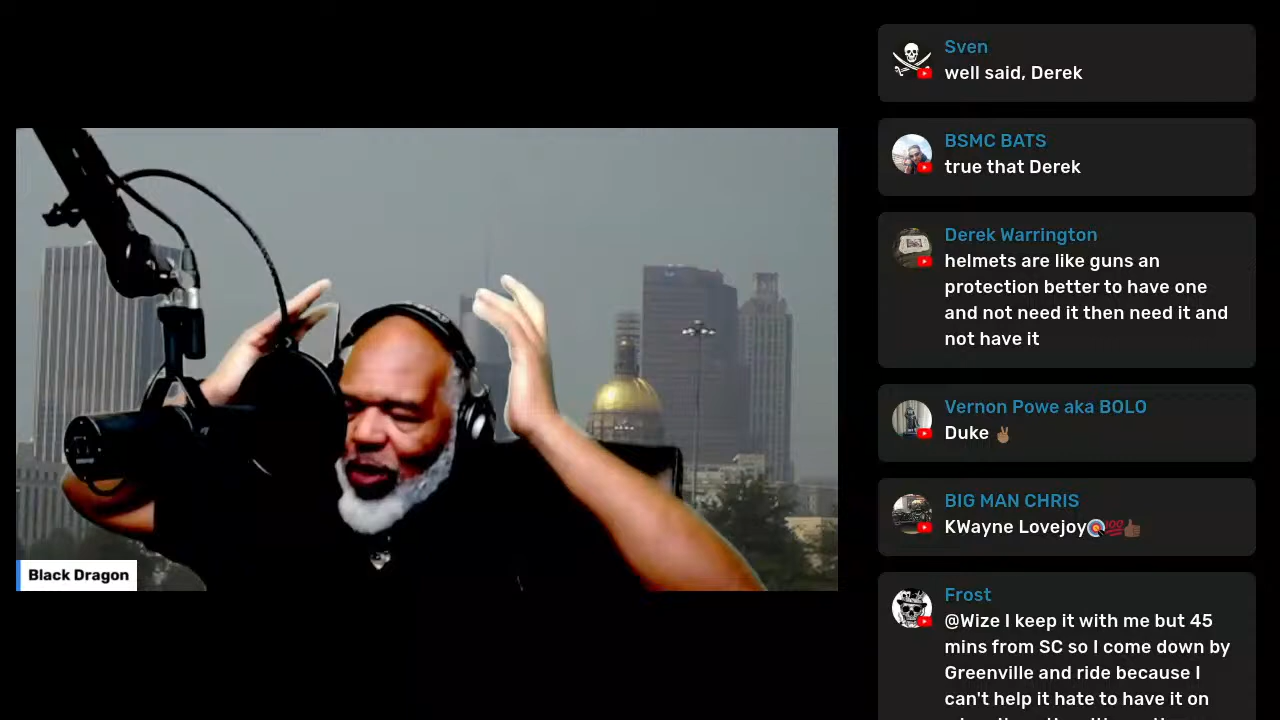 Sven
well said, Derek
BSMC BATS
true that Derek
Derek Warrington
helmets are like guns an
protection better to have one
and not need it then need it and
not have it
Vernon Powe aka BOLO
Duke ✌🏽
BIG MAN CHRIS
KWayne Lovejoy🎯💯👍🏾
Frost
@Wize I keep it with me but 45
mins from SC so I come down by
Greenville and ride because I
can't help it hate to have it on
Black Dragon